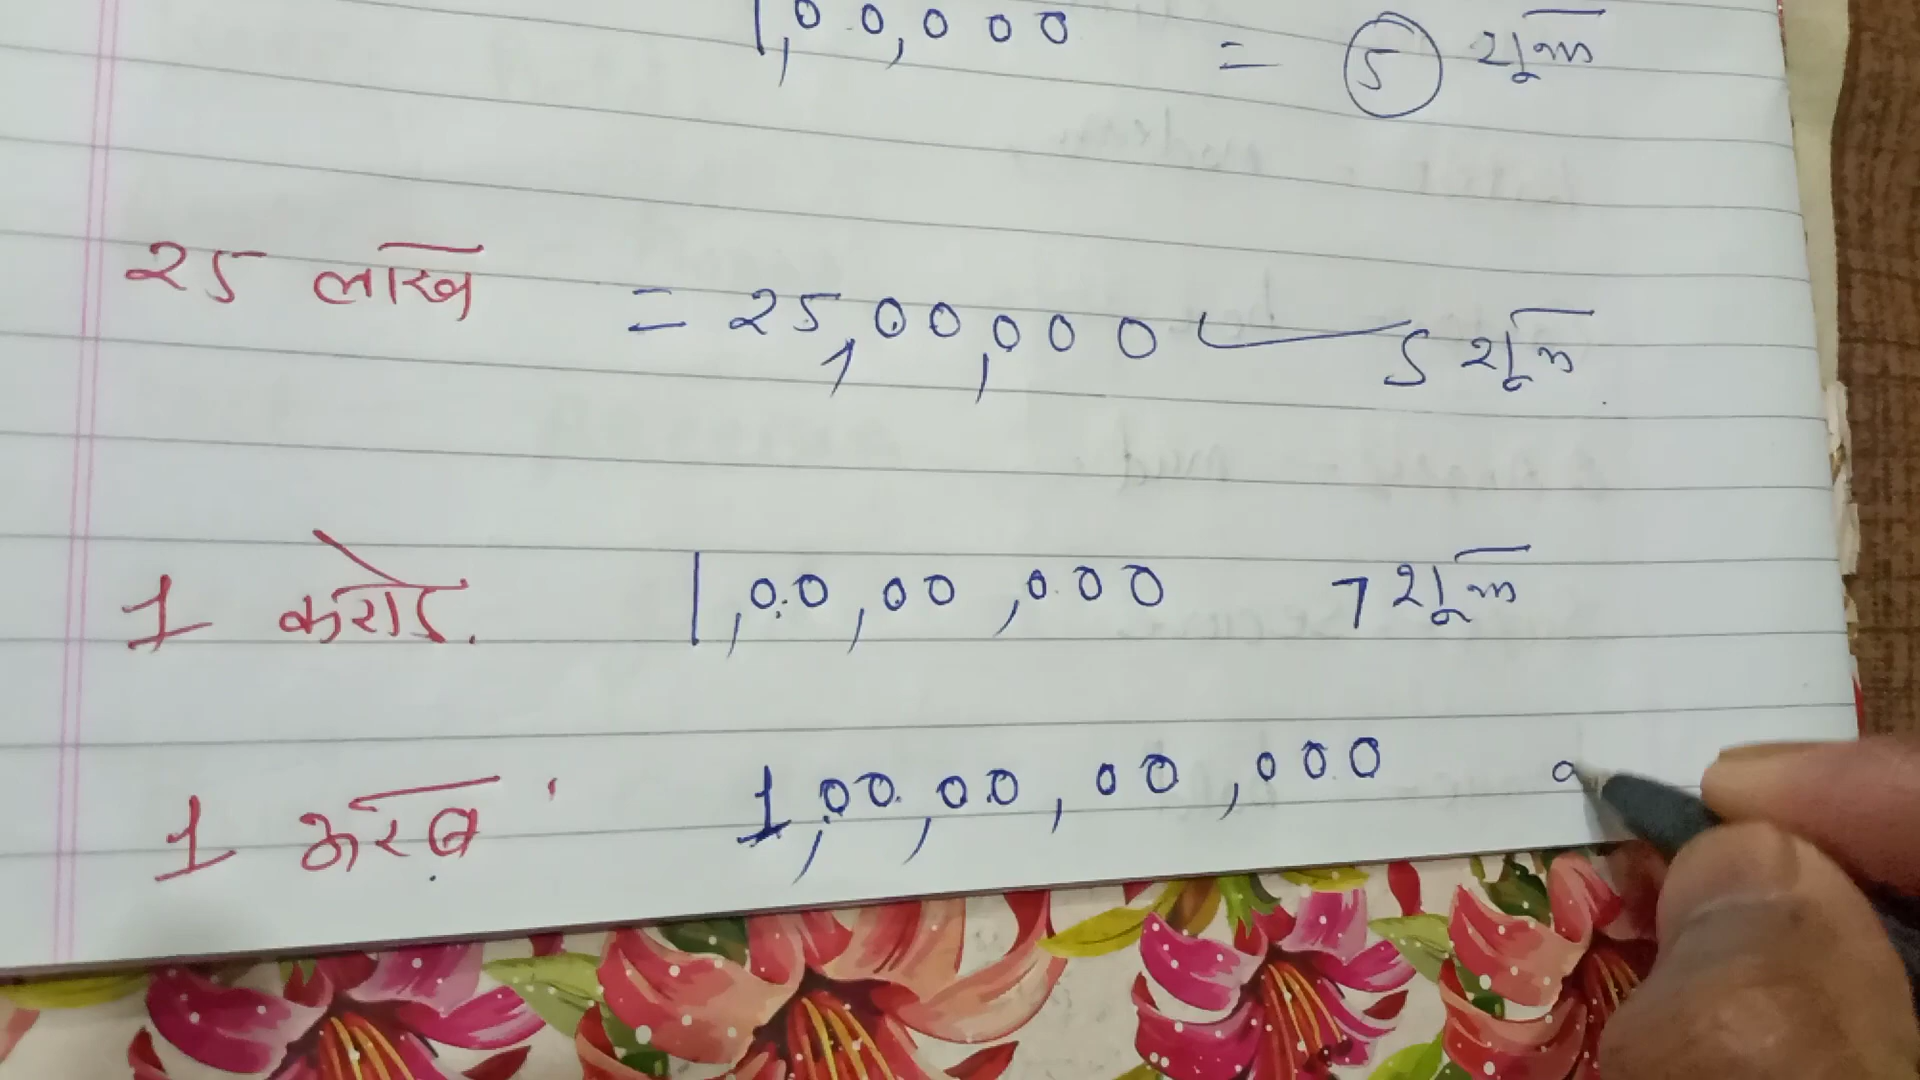 1,00,000 = 5 शून्य
25 लाख = 25,00,000 5 शून्य
1 करोड 1,00,00,000 7 शून्य
1 अरब 1,00,00,00,000